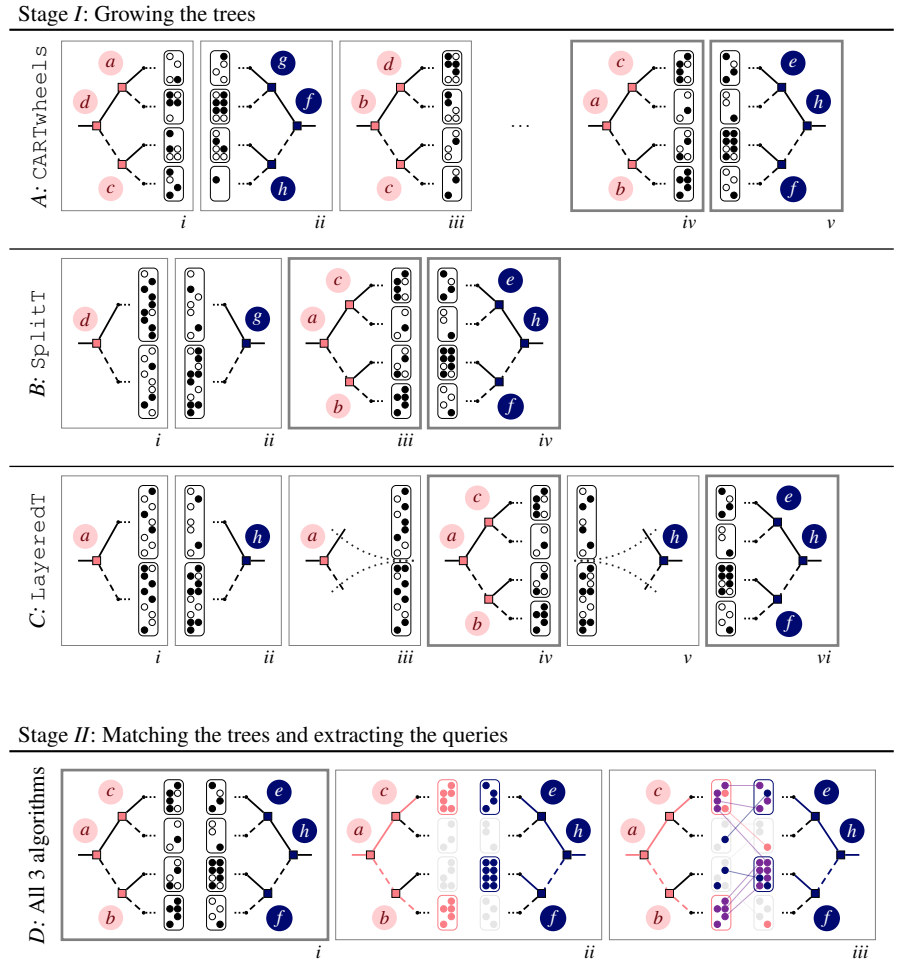 Stage I: Growing the trees
A: CARTwheels
a
d
c
i
g
f
h
ii
d
b
c
iii
...
c
a
b
iv
e
h
f
v
B: SplitT
d
i
g
ii
c
a
b
iii
e
h
f
iv
C: LayeredT
a
i
h
ii
a
iii
c
a
b
iv
h
v
e
h
f
vi
Stage II: Matching the trees and extracting the queries
D: All 3 algorithms
c
a
b
e
h
f
i
c
a
b
e
h
f
ii
c
a
b
e
h
f
iii